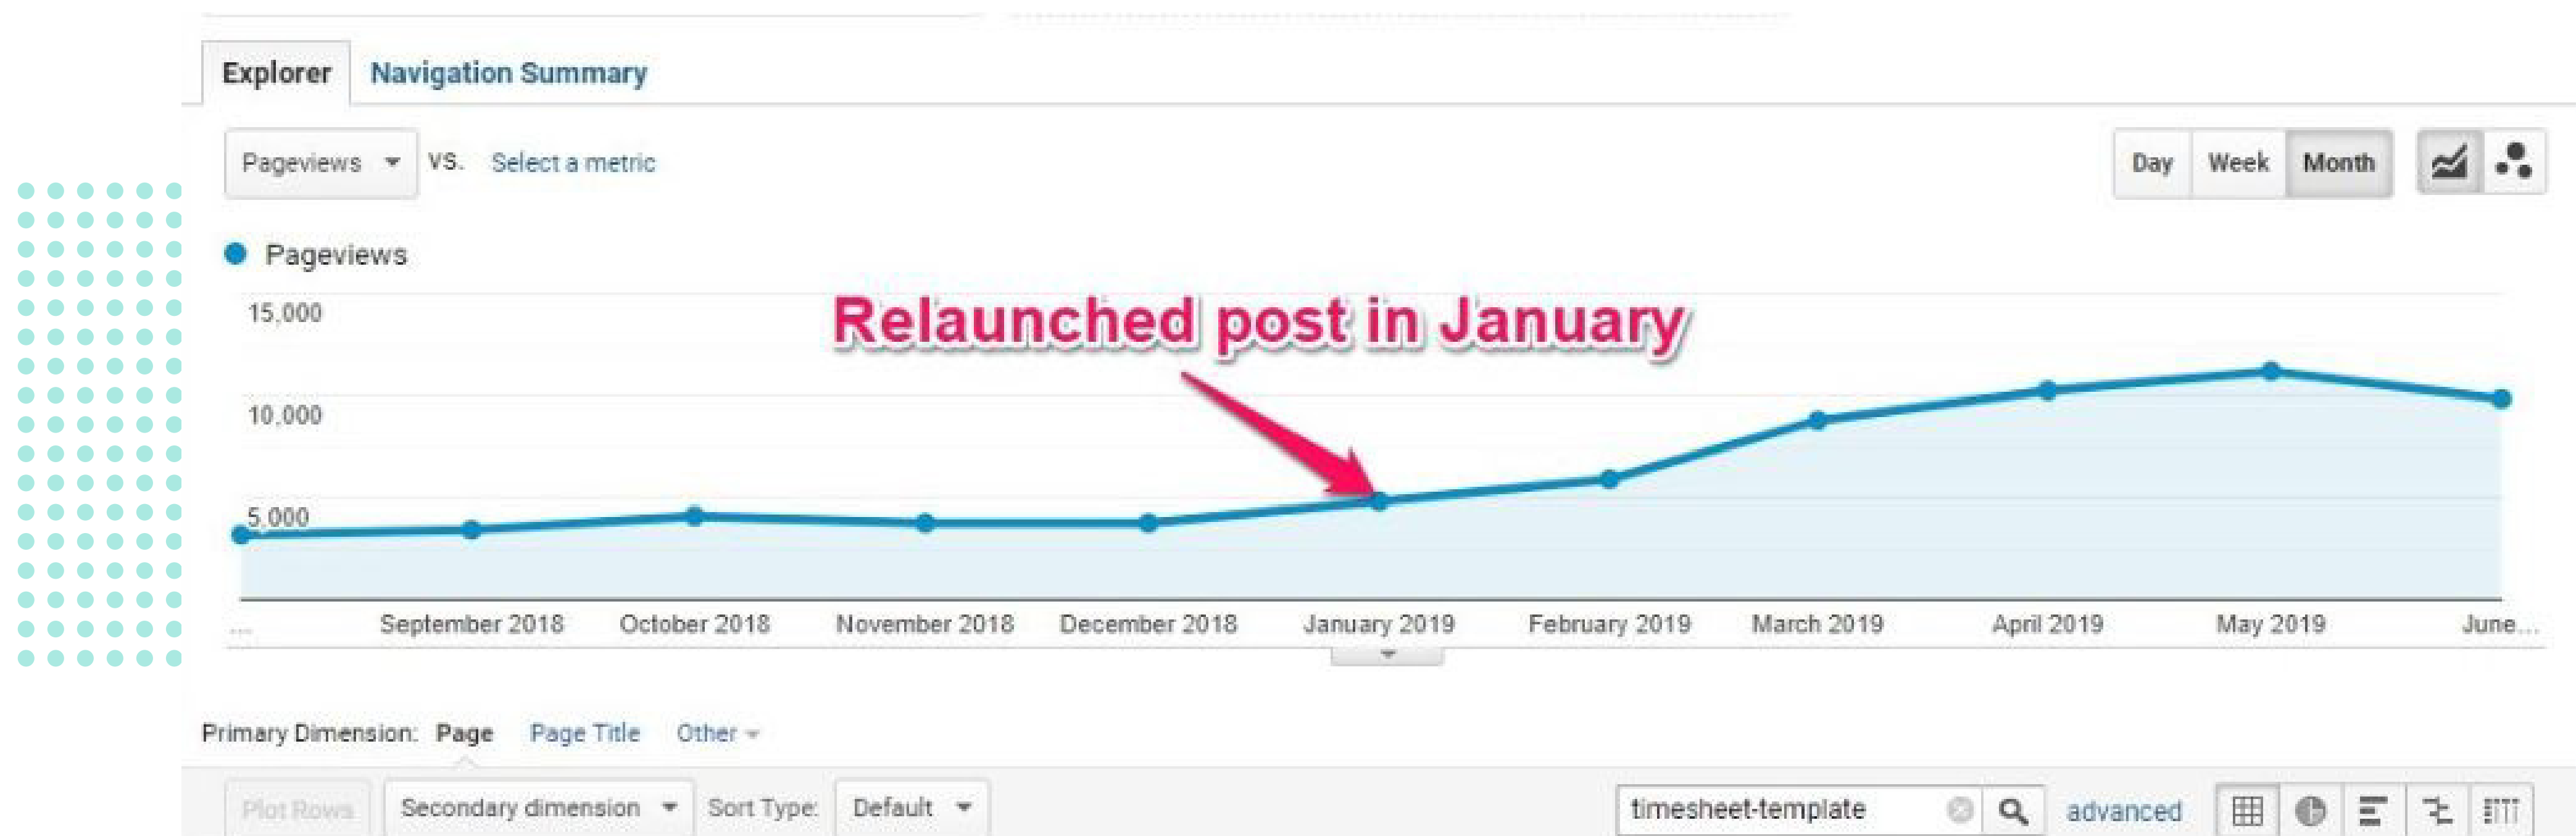 Explorer Navigation Summary
Pageviews VS. Select a metric Day Week Month
Pageviews
15,000
Relaunched post in January
10,000
5,000
... September 2018 October 2018 November 2018 December 2018 January 2019 February 2019 March 2019 April 2019 May 2019 June...
Primary Dimension: Page Page Title Other
Plot Rows Secondary dimension Sort Type: Default timesheet-template advanced